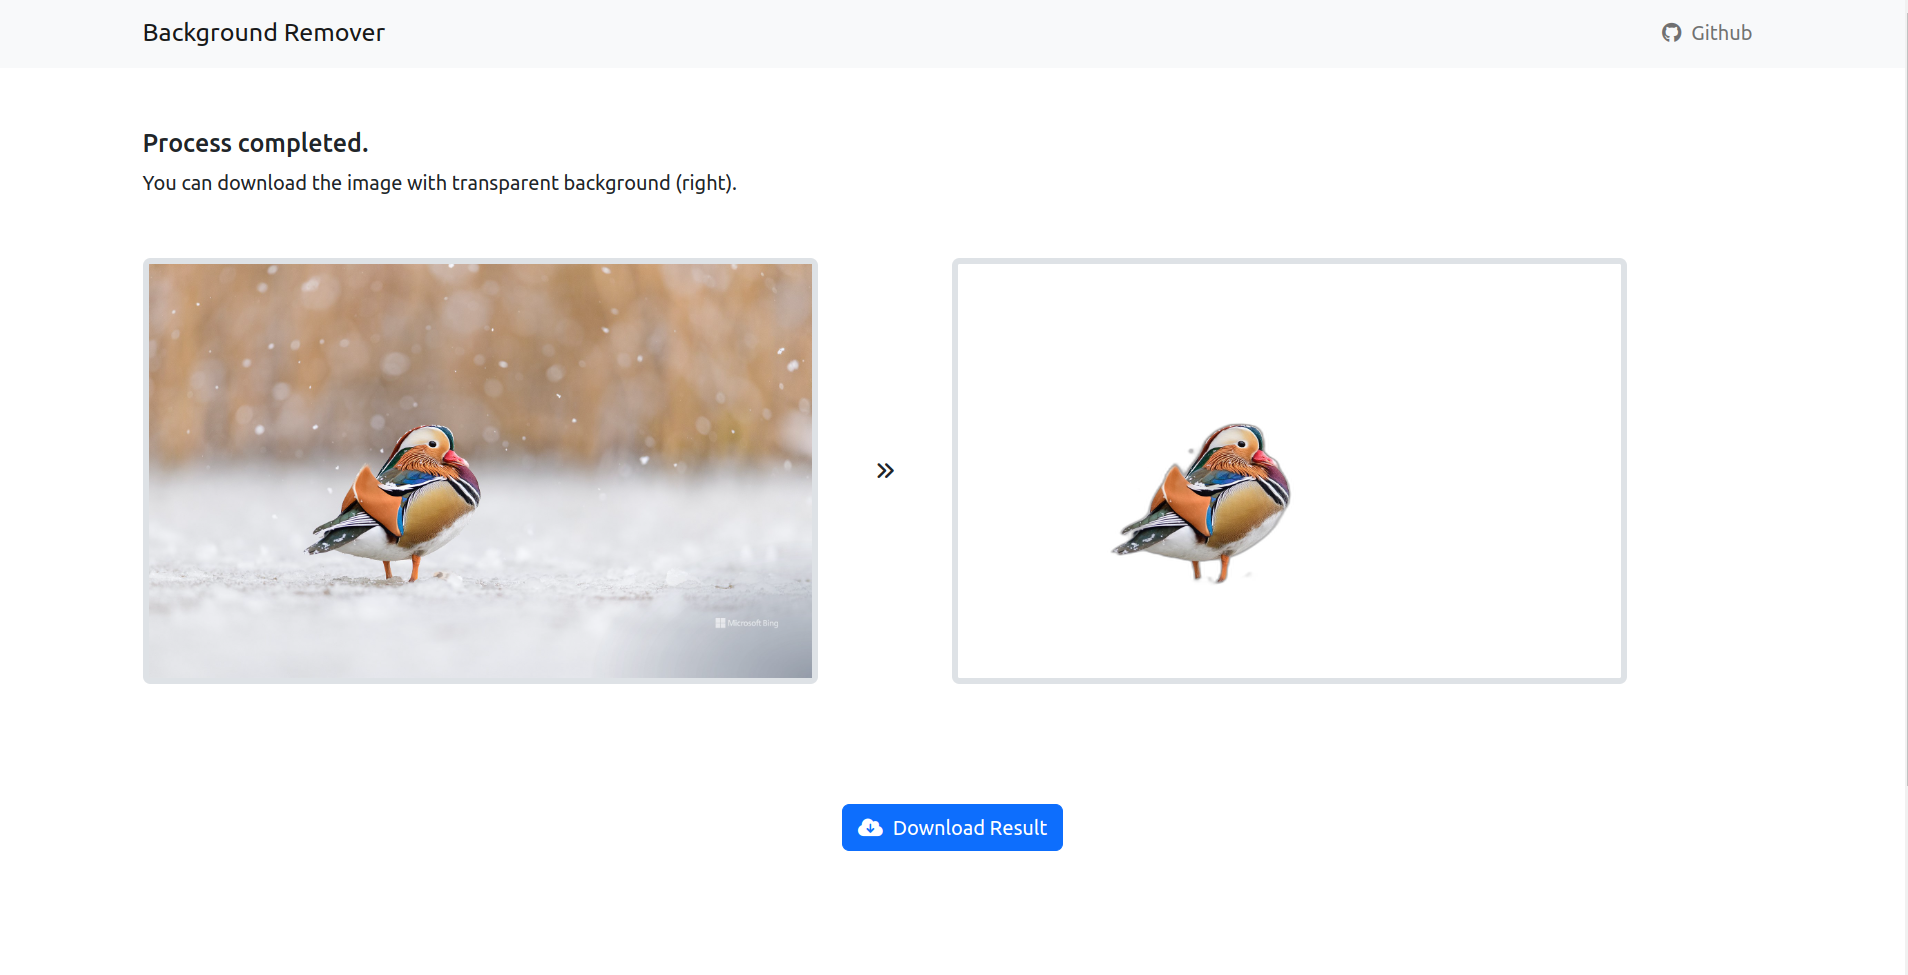 Background Remover
Github
Process completed.
You can download the image with transparent background (right).
Microsoft Bing
Download Result